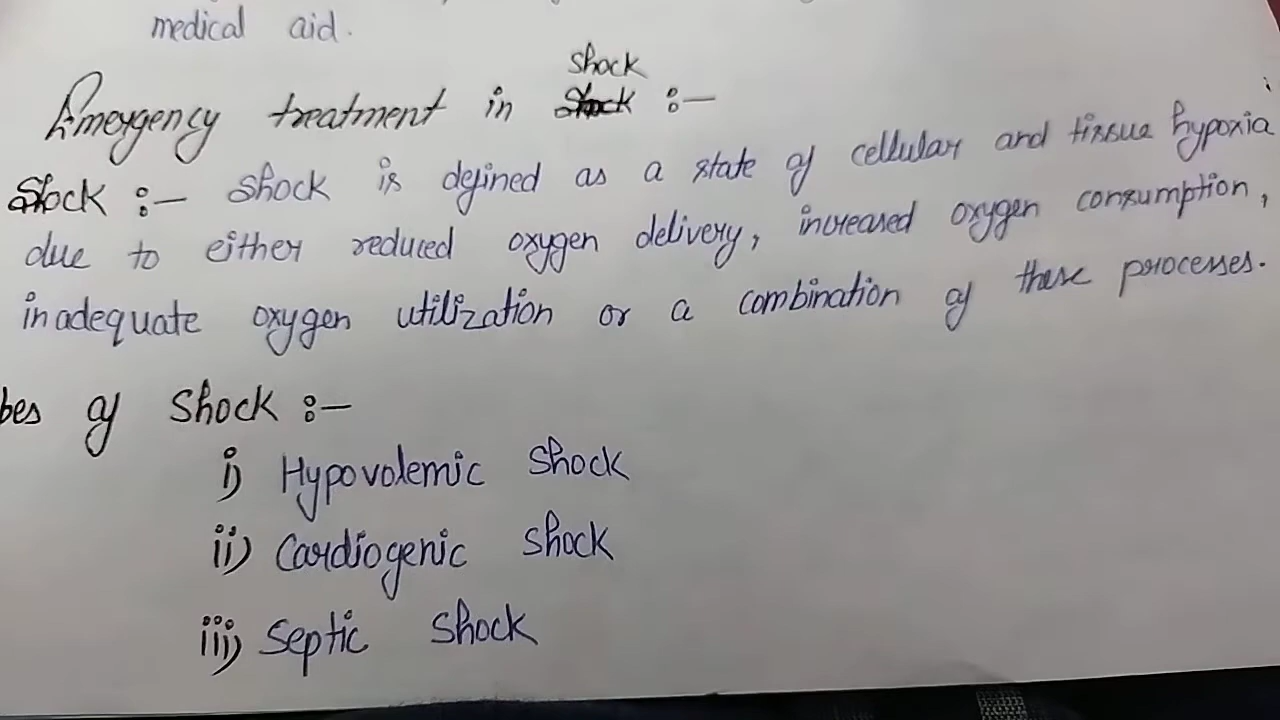 medical aid.
shock
Emergency treatment in :-
Shock :- Shock is defined as a state of cellular and tissue hypoxia
due to either reduced oxygen delivery, increased oxygen consumption,
inadequate oxygen utilization or a combination of these processes.
of shock :-
i) Hypovolemic shock
ii) Cardiogenic shock
iii) Septic shock